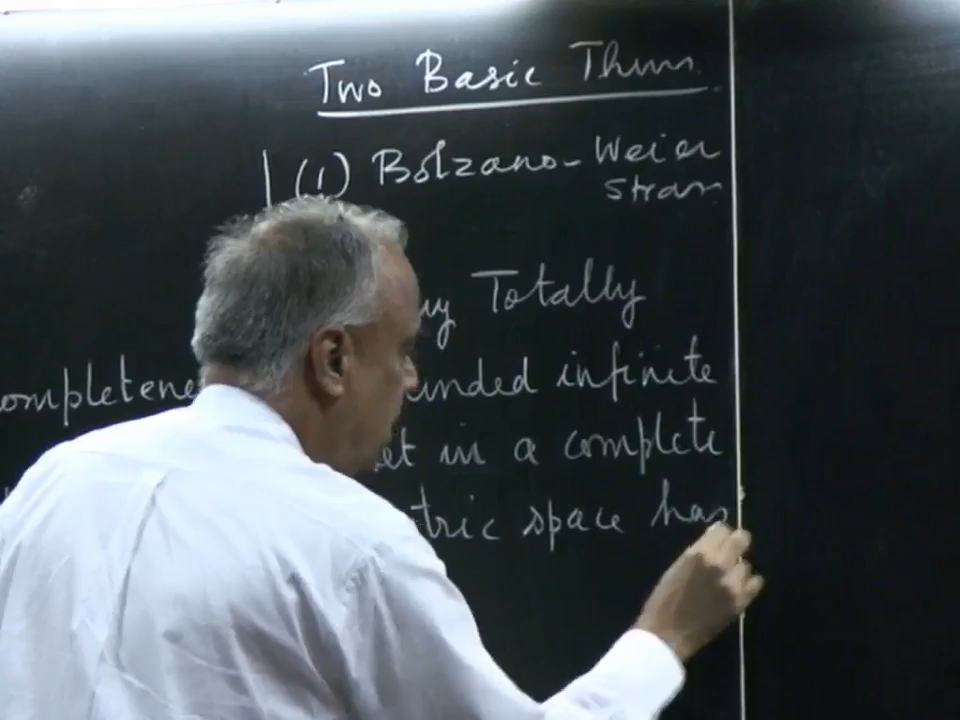 Two Basic Thms.
(1) Bolzano-Weier
strass
Totally
ompletene unded infinite
et in a complete
tric space has